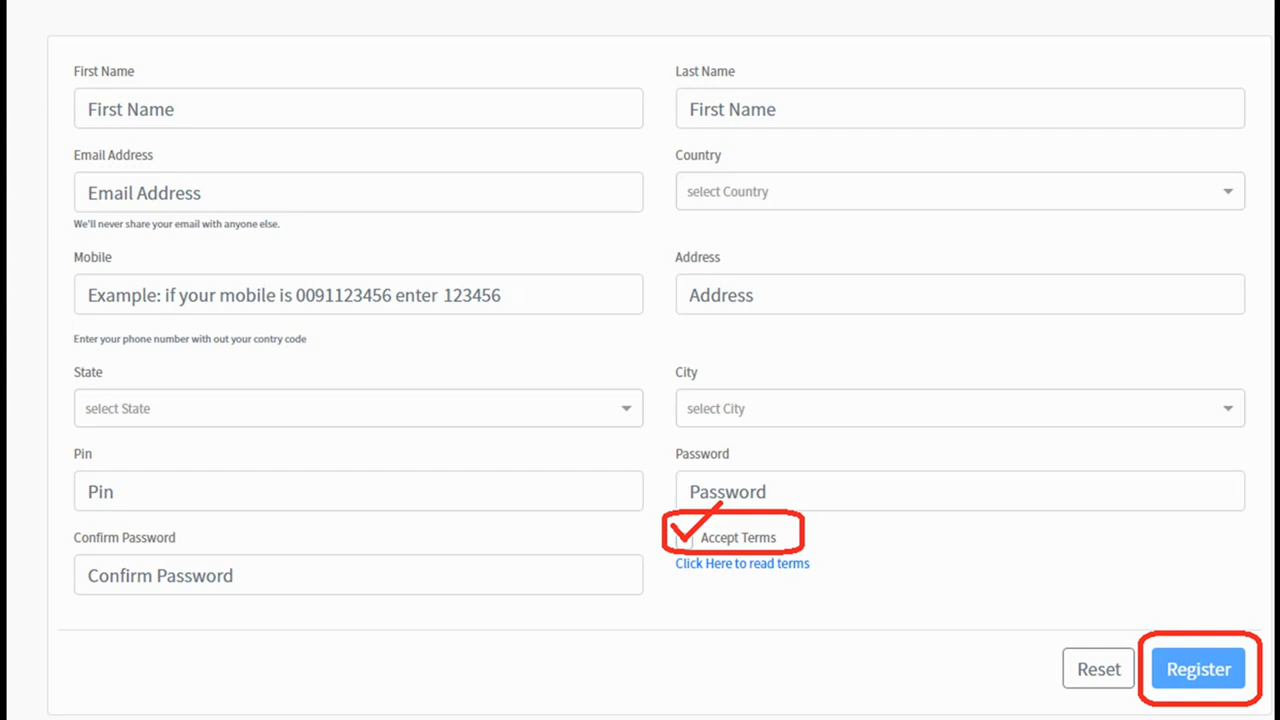 First Name
Last Name
First Name
First Name
Email Address
Country
Email Address
select Country
We'll never share your email with anyone else.
Mobile
Address
Example: if your mobile is 0091123456 enter 123456
Address
Enter your phone number with out your contry code
State
City
select State
select City
Pin
Password
Pin
Password
Confirm Password
Accept Terms
Confirm Password
Click Here to read terms
Reset
Register